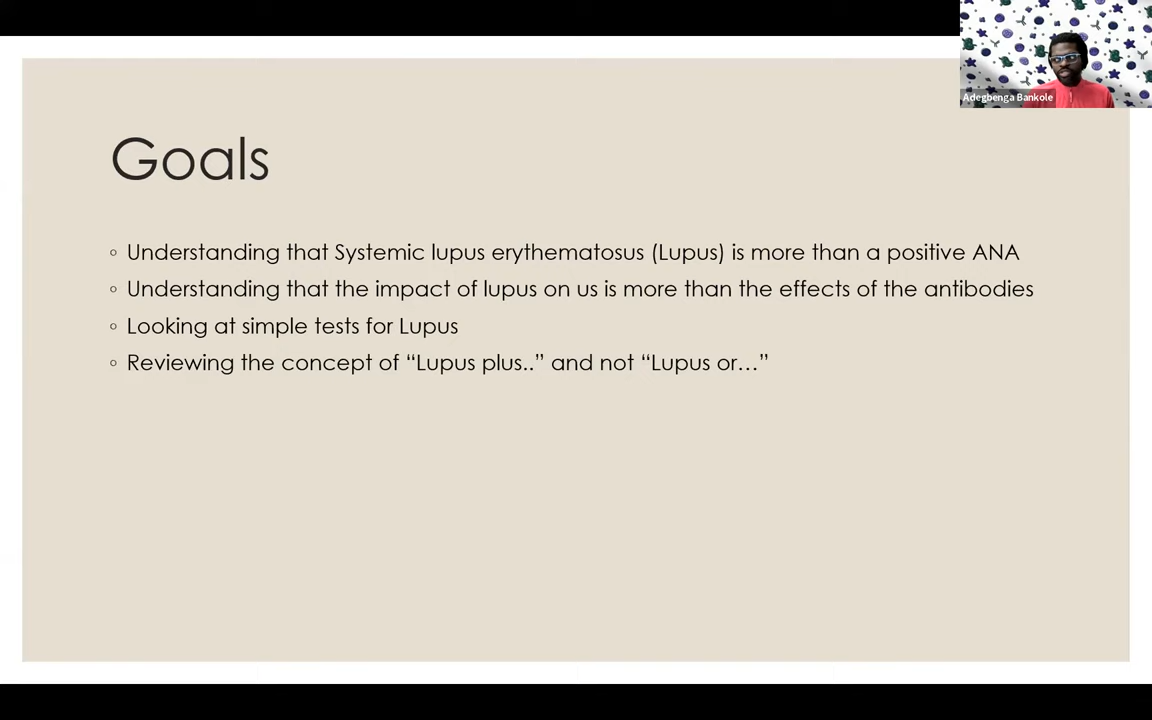 Adegbenga Bankole
Goals
◦ Understanding that Systemic lupus erythematosus (Lupus) is more than a positive ANA
◦ Understanding that the impact of lupus on us is more than the effects of the antibodies
◦ Looking at simple tests for Lupus
◦ Reviewing the concept of “Lupus plus..” and not “Lupus or…”